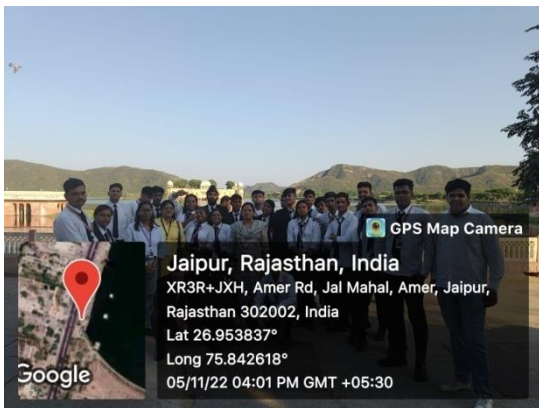 GPS Map Camera
Jaipur, Rajasthan, India
XR3R+JXH, Amer Rd, Jal Mahal, Amer, Jaipur,
Rajasthan 302002, India
Lat 26.953837°
Long 75.842618°
05/11/22 04:01 PM GMT +05:30
Google